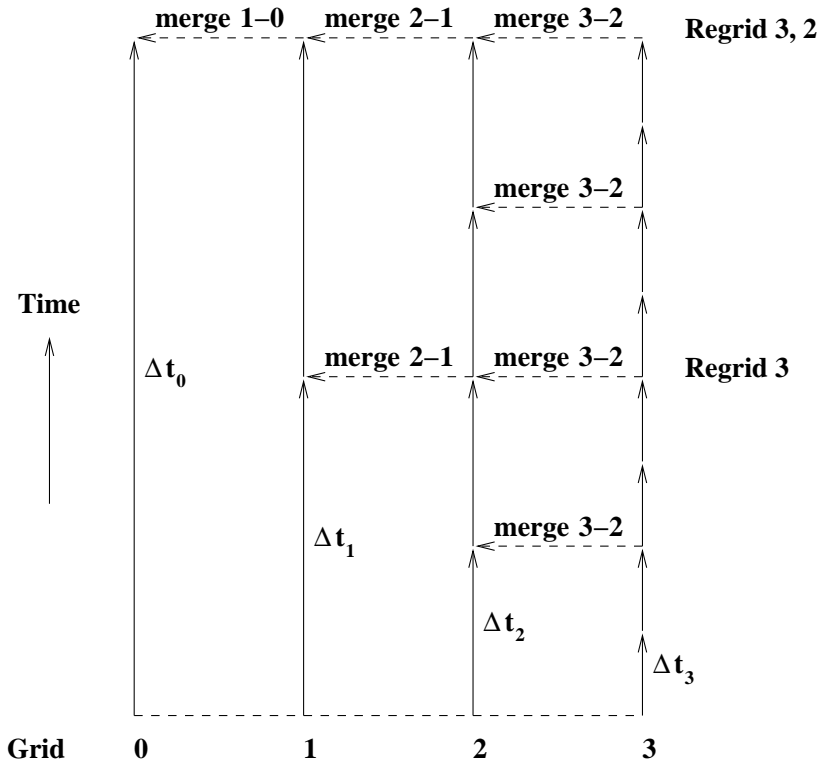 merge 1–0 merge 2–1 merge 3–2 Regrid 3, 2
merge 3–2
Time
Δt₀ merge 2–1 merge 3–2 Regrid 3
merge 3–2
Δt₁
Δt₂
Δt₃
Grid 0 1 2 3